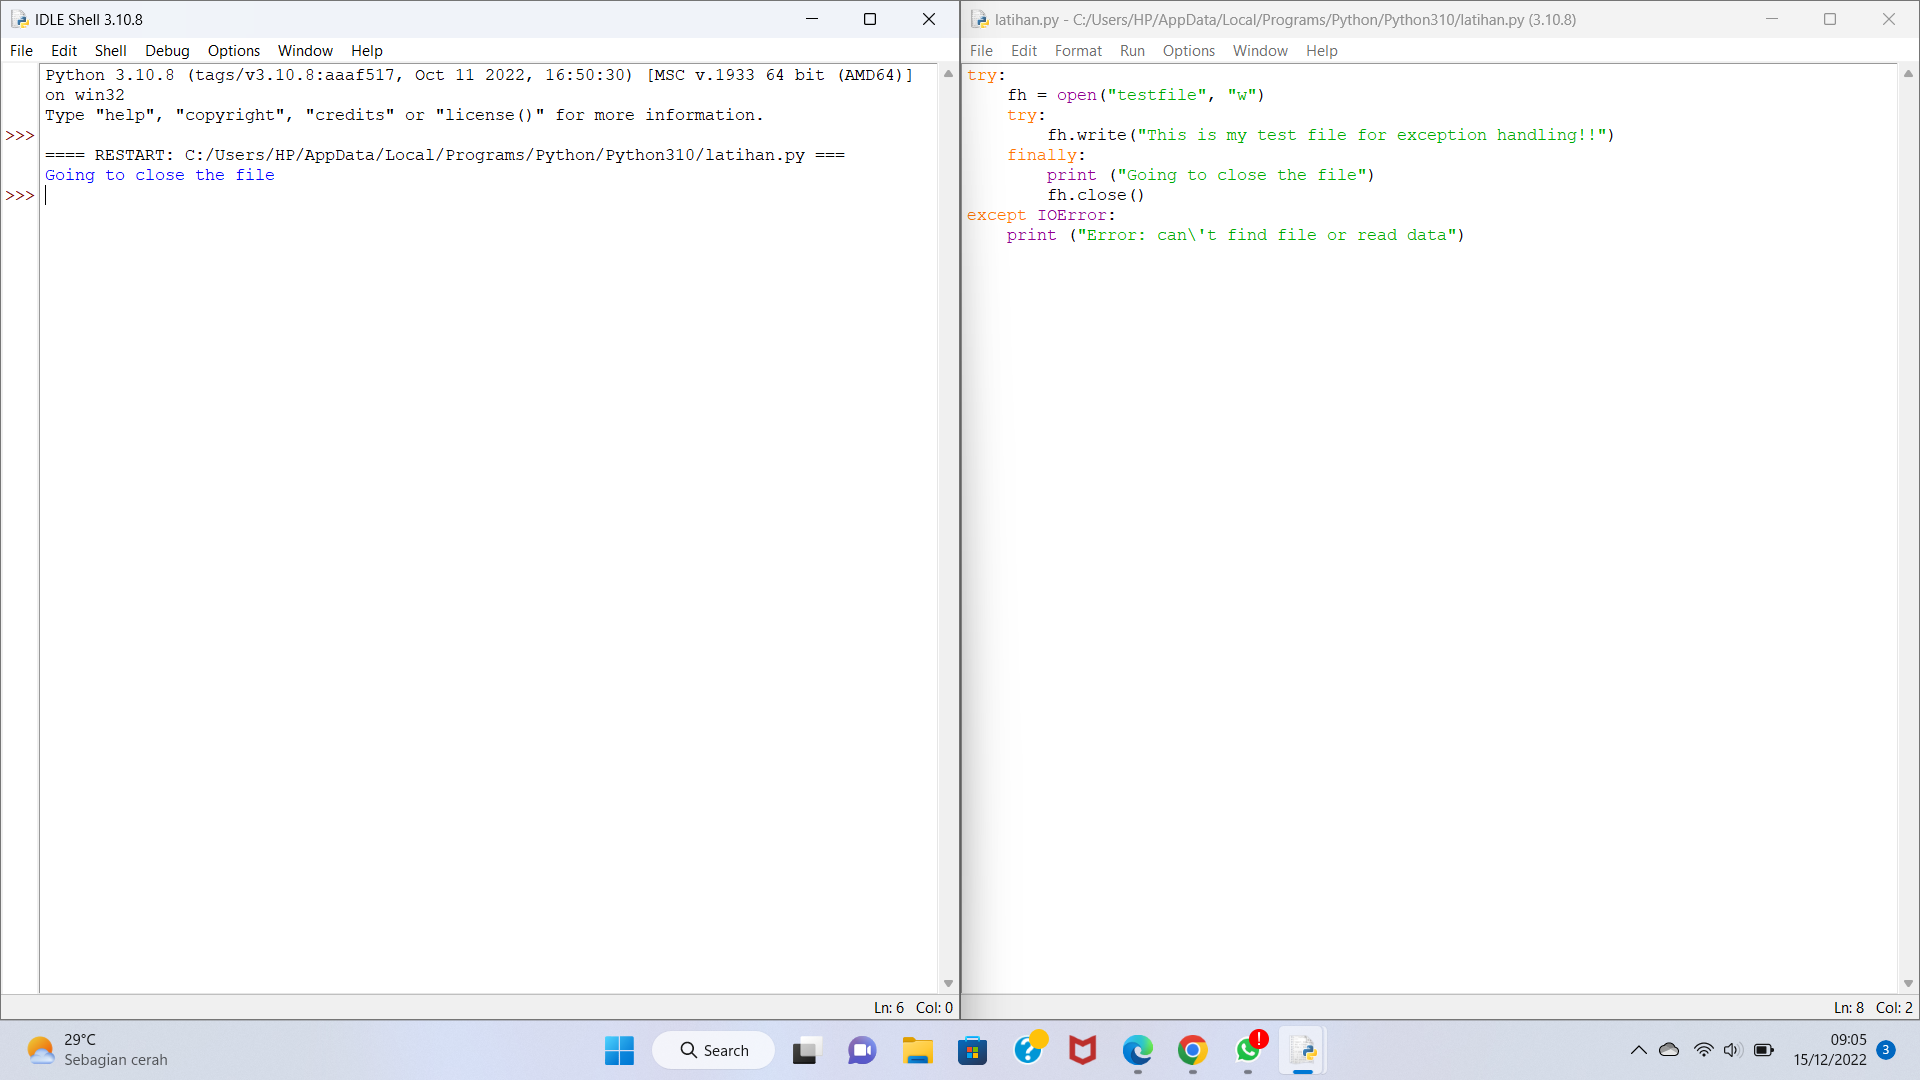 IDLE Shell 3.10.8
File Edit Shell Debug Options Window Help
Python 3.10.8 (tags/v3.10.8:aaaf517, Oct 11 2022, 16:50:30) [MSC v.1933 64 bit (AMD64)]
on win32
Type "help", "copyright", "credits" or "license()" for more information.
>>>
==== RESTART: C:/Users/HP/AppData/Local/Programs/Python/Python310/latihan.py ===
Going to close the file
>>>
Ln: 6 Col: 0
latihan.py - C:/Users/HP/AppData/Local/Programs/Python/Python310/latihan.py (3.10.8)
File Edit Format Run Options Window Help
try:
    fh = open("testfile", "w")
    try:
        fh.write("This is my test file for exception handling!!")
    finally:
        print ("Going to close the file")
        fh.close()
except IOError:
    print ("Error: can\'t find file or read data")
Ln: 8 Col: 2
29°C
Sebagian cerah
Search
09:05
15/12/2022
3